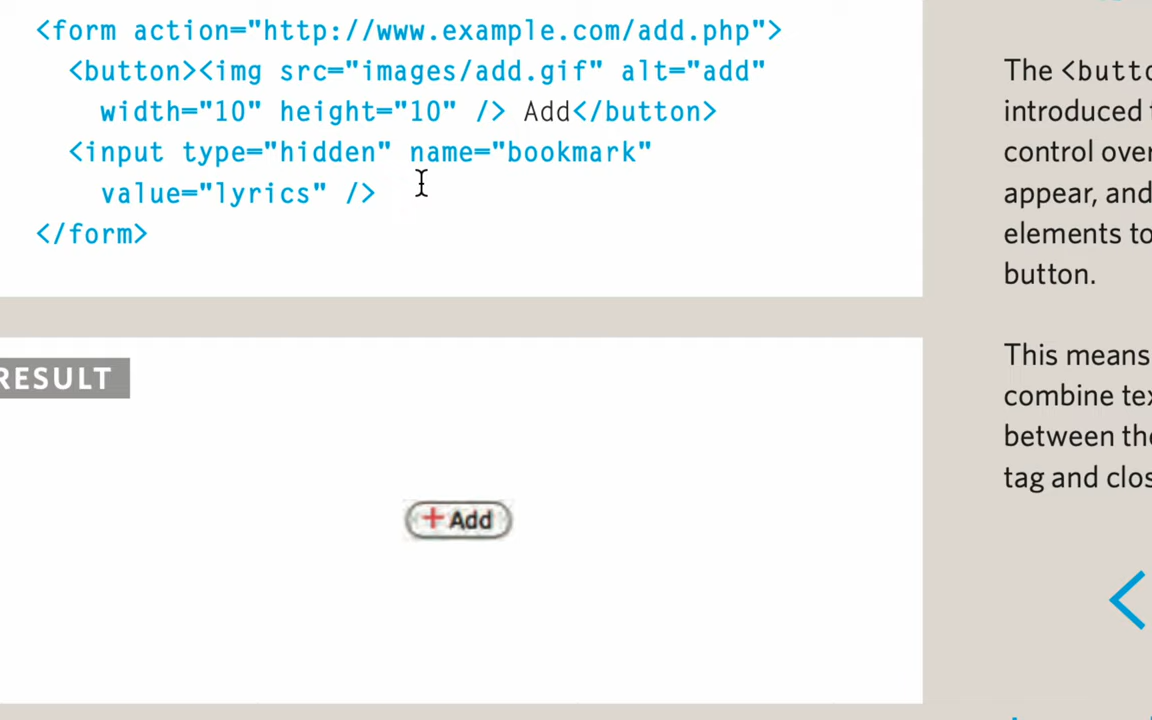 <form action="http://www.example.com/add.php">
<button><img src="images/add.gif" alt="add"
width="10" height="10" /> Add</button>
<input type="hidden" name="bookmark"
value="lyrics" />
</form>
RESULT
Add
The <butto
introduced
control over
appear, and
elements to
button.
This means
combine tex
between the
tag and clos